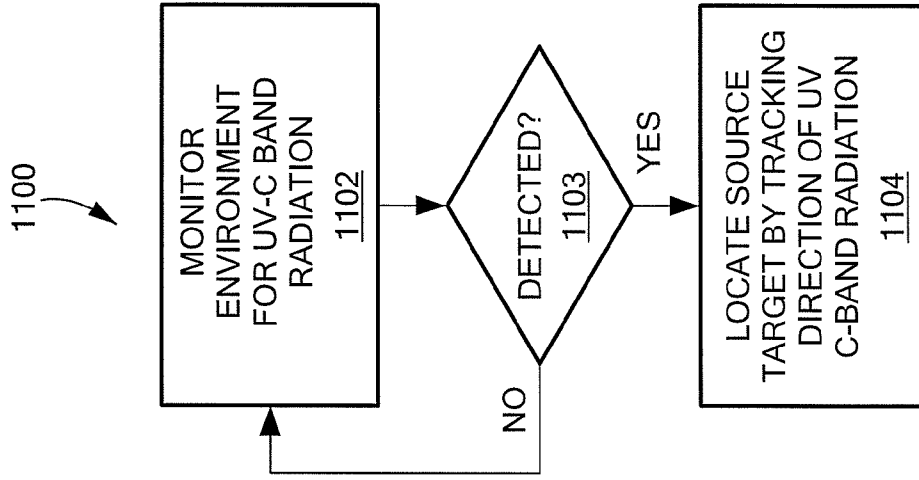 1100
MONITOR
ENVIRONMENT
FOR UV-C BAND
RADIATION
1102
DETECTED?
1103
NO
YES
LOCATE SOURCE
TARGET BY TRACKING
DIRECTION OF UV
C-BAND RADIATION
1104